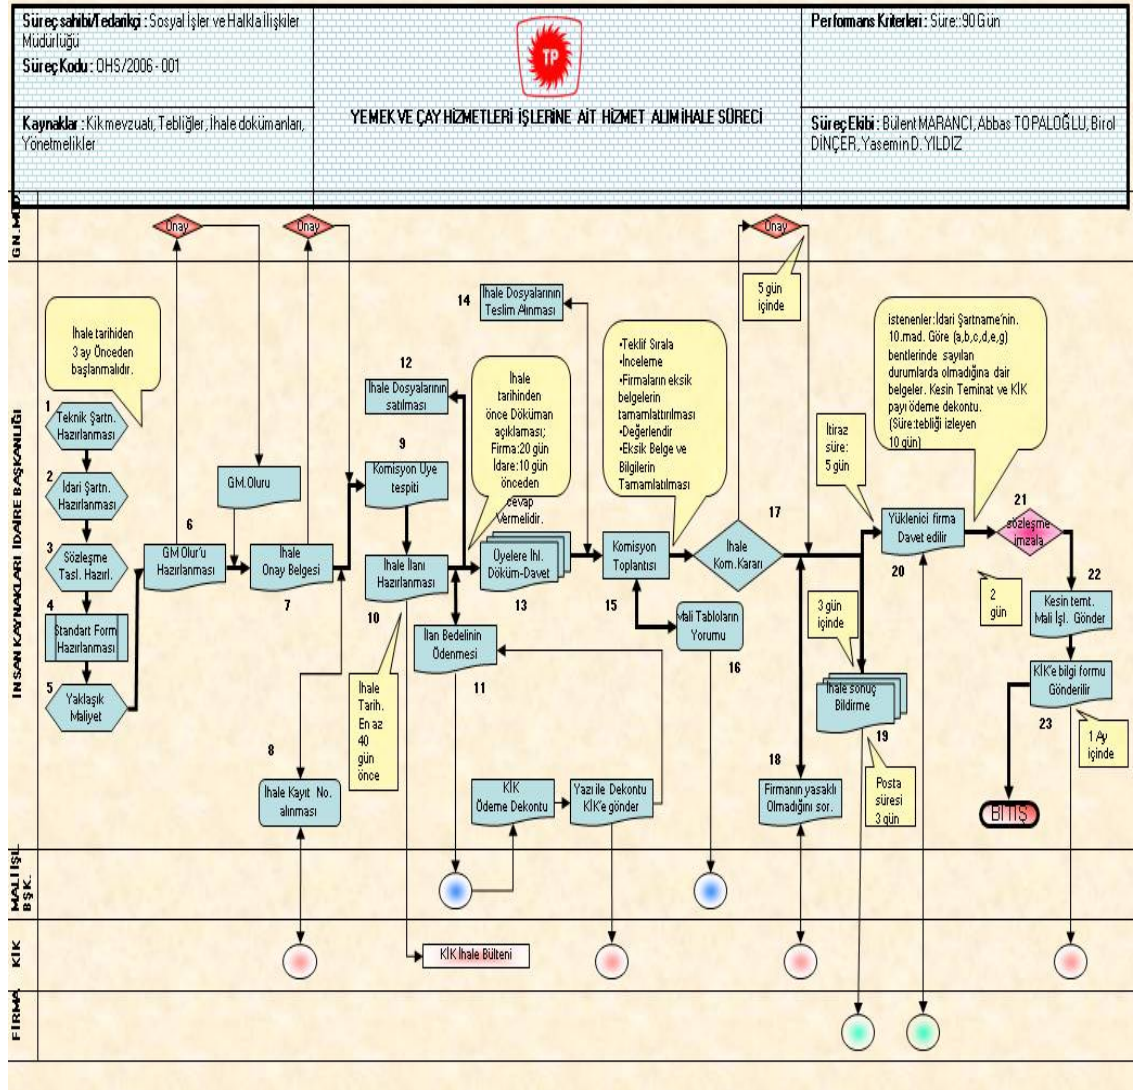 Süreç sahibi/Tedarikçi : Sosyal İşler ve Halkla İlişkiler
Müdürlüğü
Süreç Kodu : OHS/2006 - 001
Kaynaklar : Kik mevzuatı, Tebliğler, İhale dokümanları,
Yönetmelikler
TP
YEMEK VE ÇAY HİZMETLERİ İŞLERİNE AİT HİZMET ALIM İHALE SÜRECİ
Performans Kriterleri : Süre::90 Gün
Süreç Ekibi : Bülent MARANCI, Abbas TOPALOĞLU, Birol
DİNÇER, Yasemin D. YILDIZ
GN.MÜD.
Onay
Onay
Onay
5 gün
içinde
İNSAN KAYNAKLARI DAİRE BAŞKANLIĞI
İhale tarihiden
3 ay Önceden
başlanmalıdır.
1
Teknik Şartn.
Hazırlanması
2
İdari Şartn.
Hazırlanması
3
Sözleşme
Tasl. Hazırl.
4
Standart Form
Hazırlanması
5
Yaklaşık
Maliyet
6
GM Olur'u
Hazırlanması
GM. Oluru
7
İhale
Onay Belgesi
8
İhale Kayıt No.
alınması
9
Komisyon Üye
tespiti
10
İhale İlanı
Hazırlanması
İhale
Tarih.
En az
40
gün
önce
11
İlan Bedelinin
Ödenmesi
12
İhale Dosyalarının
satılması
İhale
tarihinden
önce Döküman
açıklaması;
Firma:20 gün
İdare:10 gün
önceden
cevap
Vermelidir.
13
Üyelere İhl.
Döküm-Davet
14
İhale Dosyalarının
Teslim Alınması
•Teklif Sırala
•İnceleme
•Firmaların eksik
belgelerin
tamamlattırılması
•Değerlendir
•Eksik Belge ve
Bilgilerin
Tamamlatılması
15
Komisyon
Toplantısı
16
Mali Tabloların
Yorumu
17
İhale
Kom.Kararı
KİK
Ödeme Dekontu
Yazı ile Dekontu
KİK'e gönder
18
Firmanın yasaklı
Olmadığını sor.
3 gün
içinde
19
İhale sonuç
Bildirme
Posta
süresi
3 gün
İtiraz
süre:
5 gün
istenenler:İdari Şartname'nin.
10.mad. Göre (a,b,c,d,e,g)
bentlerinde sayılan
durumlarda olmadığına dair
belgeler. Kesin Teminat ve KİK
payı ödeme dekontu.
(Süre:tebliği izleyen
10 gün)
20
Yüklenici firma
Davet edilir
2
gün
21
sözleşme
imzala.
22
Kesin temt.
Mali İşl. Gönder
23
KİK'e bilgi formu
Gönderilir
1 Ay
içinde
BİTİŞ
MALİ İŞL.
BŞK.
KİK
KİK İhale Bülteni
FİRMA